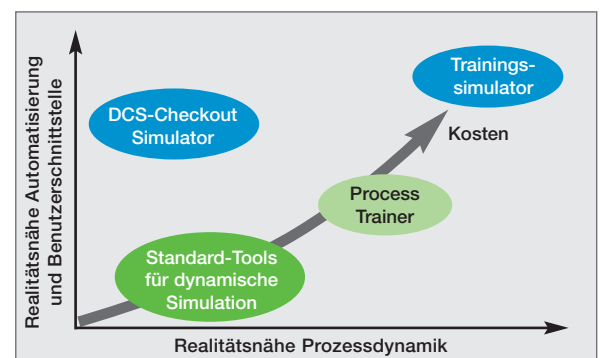 Realitätsnähe Automatisierung
und Benutzerschnittstelle
DCS-Checkout
Simulator
Trainings-
simulator
Kosten
Process
Trainer
Standard-Tools
für dynamische
Simulation
Realitätsnähe Prozessdynamik